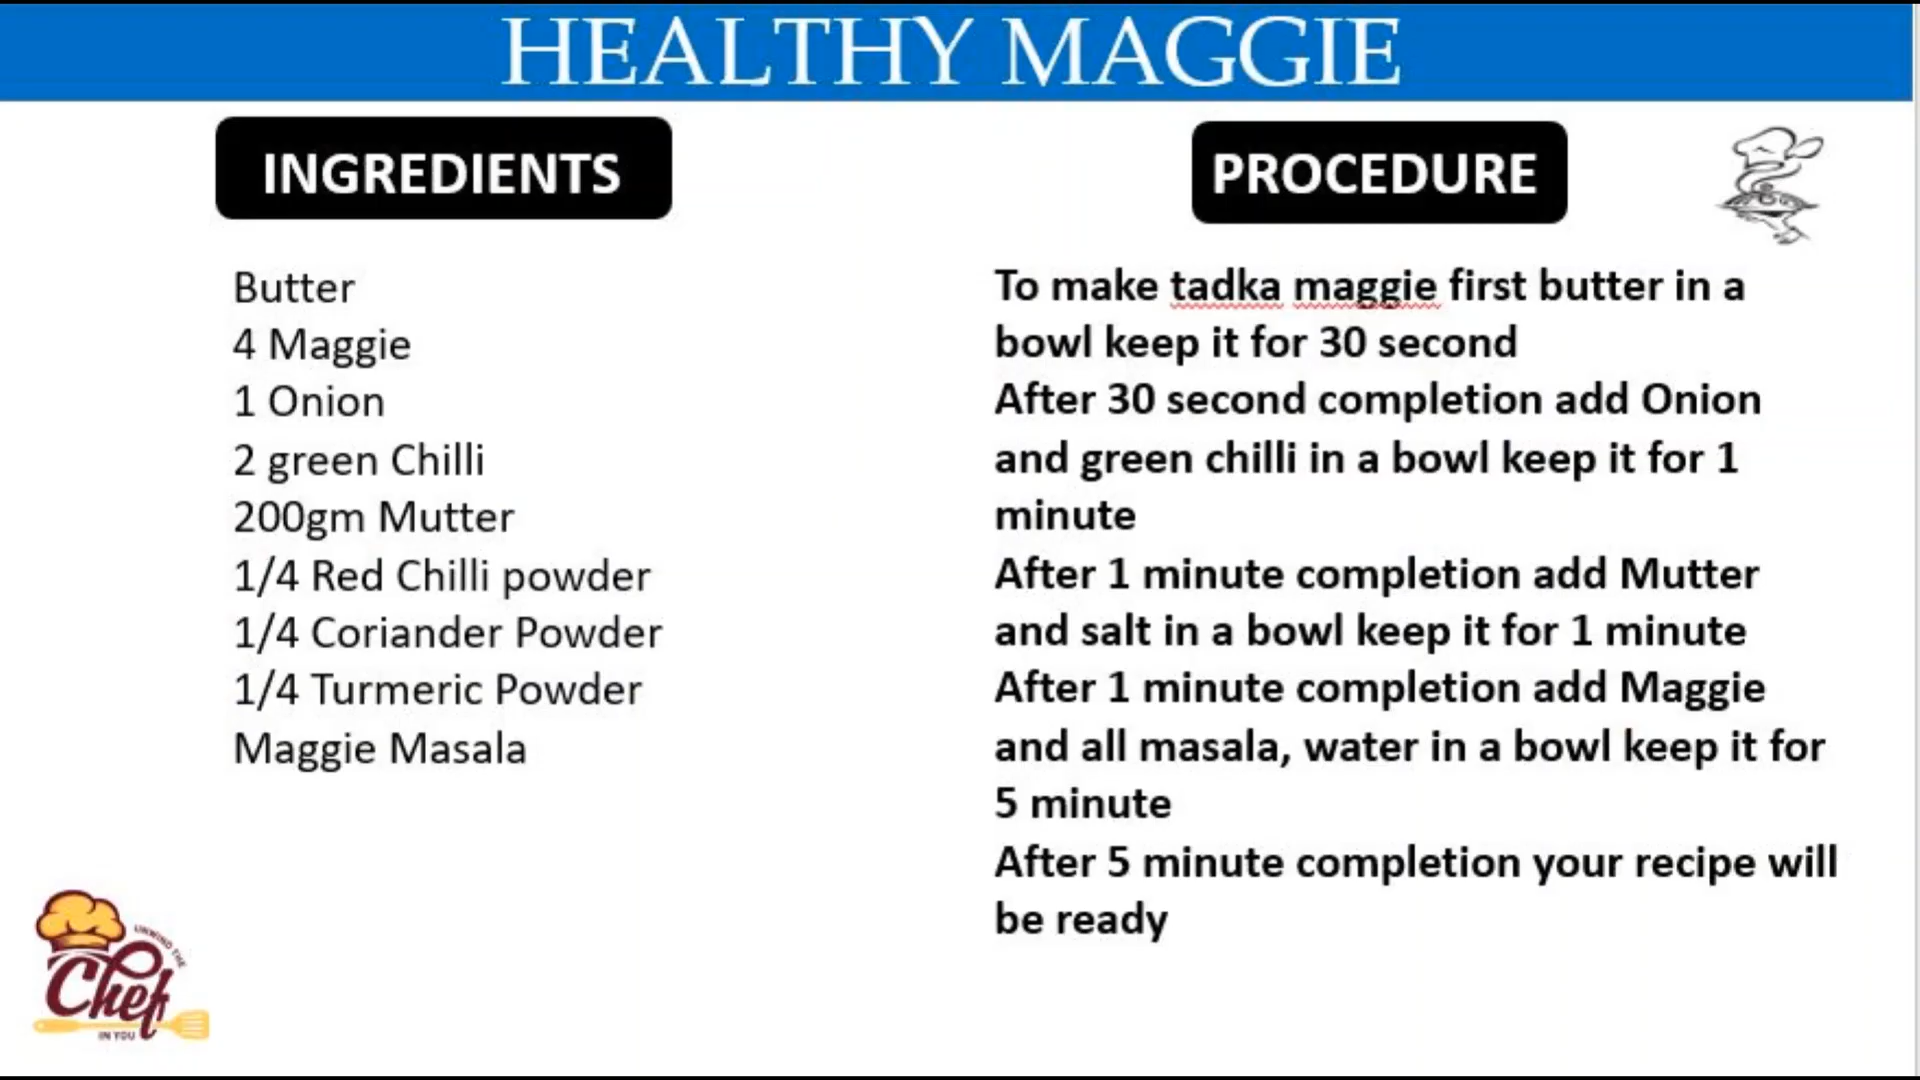 HEALTHY MAGGIE
INGREDIENTS
Butter
4 Maggie
1 Onion
2 green Chilli
200gm Mutter
1/4 Red Chilli powder
1/4 Coriander Powder
1/4 Turmeric Powder
Maggie Masala
PROCEDURE
To make tadka maggie first butter in a
bowl keep it for 30 second
After 30 second completion add Onion
and green chilli in a bowl keep it for 1
minute
After 1 minute completion add Mutter
and salt in a bowl keep it for 1 minute
After 1 minute completion add Maggie
and all masala, water in a bowl keep it for
5 minute
After 5 minute completion your recipe will
be ready
UNWIND THE
Chef
IN YOU